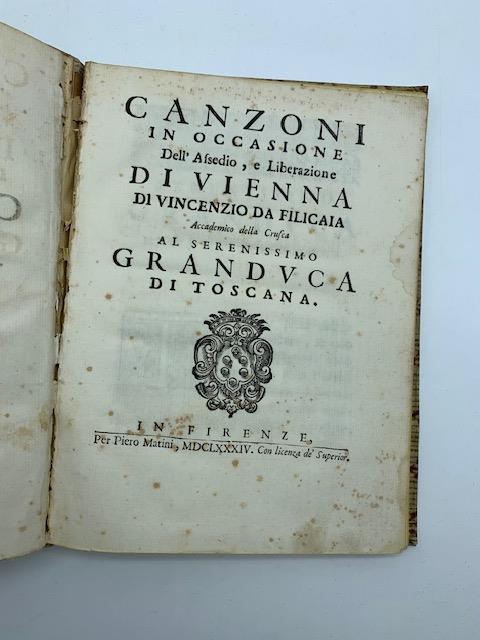 CANZONI
IN OCCASIONE
Dell' Assedio, e Liberazione
DI VIENNA
DI VINCENZIO DA FILICAIA
Accademico della Crusca
AL SERENISSIMO
GRANDVCA
DI TOSCANA.
IN FIRENZE,
Per Piero Matini, MDCLXXXIV. Con licenza de' Superior.